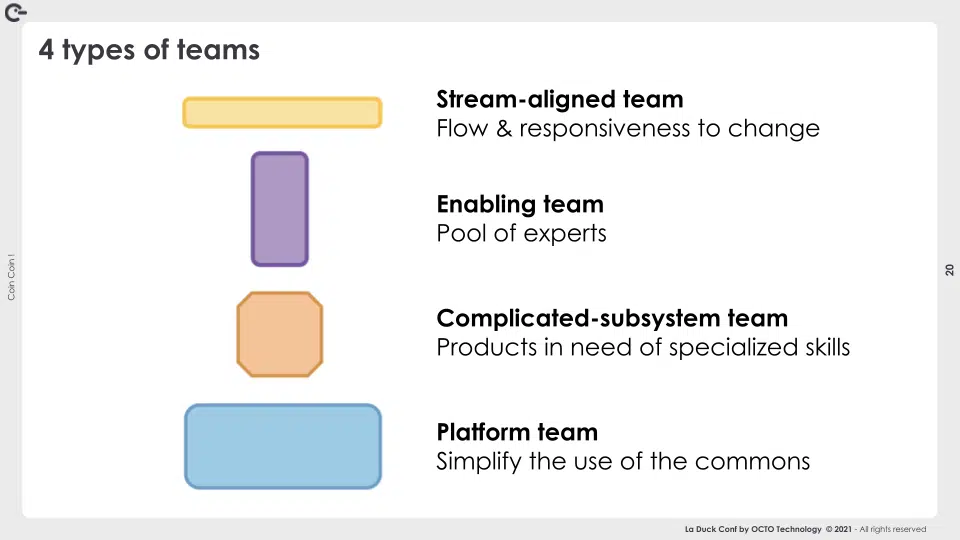 4 types of teams
Stream-aligned team
Flow & responsiveness to change
Enabling team
Pool of experts
Complicated-subsystem team
Products in need of specialized skills
Platform team
Simplify the use of the commons
Coin Coin !
20
La Duck Conf by OCTO Technology © 2021 - All rights reserved